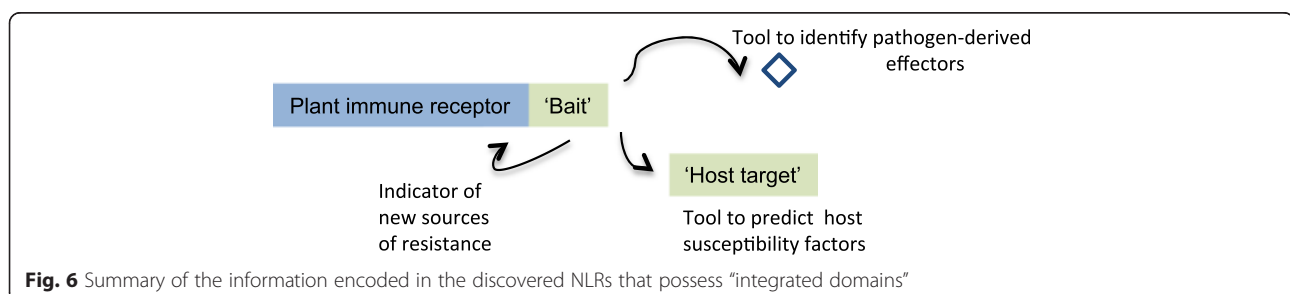 Tool to identify pathogen-derived
effectors
Plant immune receptor 'Bait'
'Host target'
Indicator of
new sources
of resistance
Tool to predict host
susceptibility factors
Fig. 6 Summary of the information encoded in the discovered NLRs that possess “integrated domains”